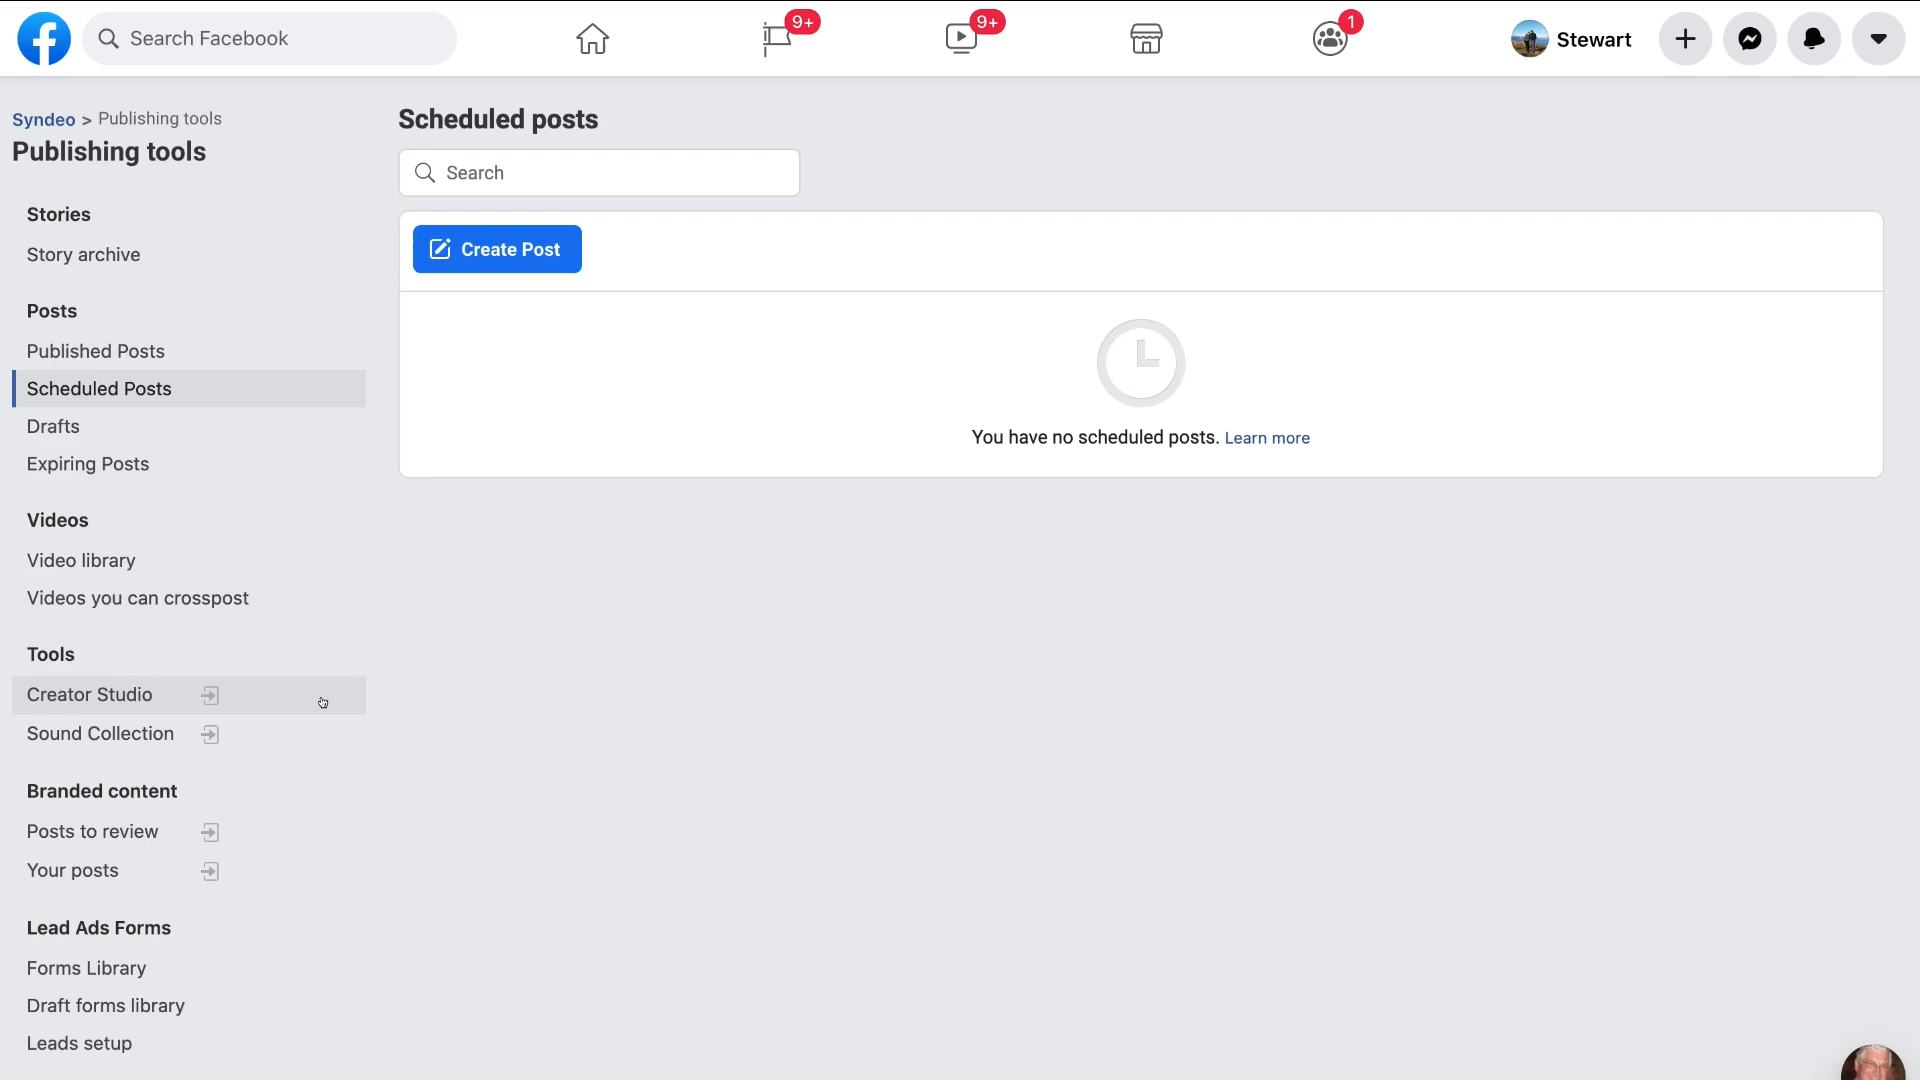 Search Facebook
9+
9+
1
Stewart
Syndeo > Publishing tools
Publishing tools
Stories
Story archive
Posts
Published Posts
Scheduled Posts
Drafts
Expiring Posts
Videos
Video library
Videos you can crosspost
Tools
Creator Studio
Sound Collection
Branded content
Posts to review
Your posts
Lead Ads Forms
Forms Library
Draft forms library
Leads setup
Scheduled posts
Search
Create Post
You have no scheduled posts. Learn more